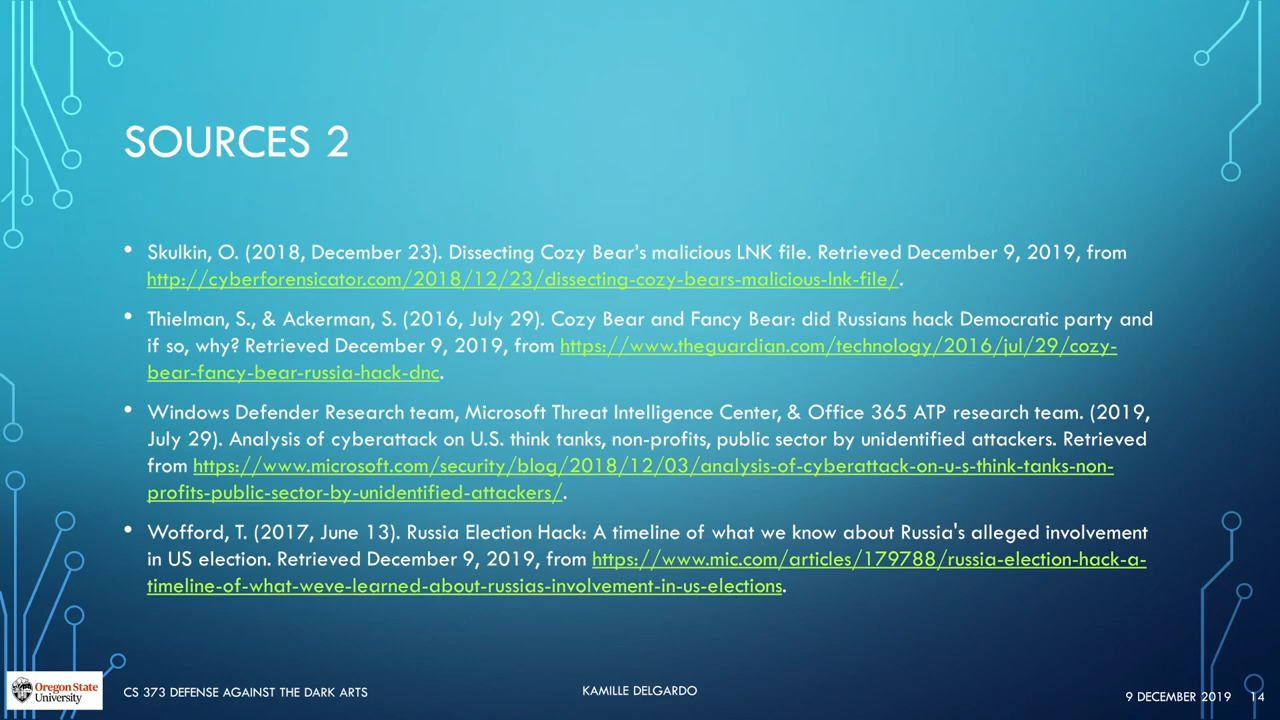 SOURCES 2
• Skulkin, O. (2018, December 23). Dissecting Cozy Bear’s malicious LNK file. Retrieved December 9, 2019, from
http://cyberforensicator.com/2018/12/23/dissecting-cozy-bears-malicious-lnk-file/.
• Thielman, S., & Ackerman, S. (2016, July 29). Cozy Bear and Fancy Bear: did Russians hack Democratic party and
if so, why? Retrieved December 9, 2019, from https://www.theguardian.com/technology/2016/jul/29/cozy-
bear-fancy-bear-russia-hack-dnc.
• Windows Defender Research team, Microsoft Threat Intelligence Center, & Office 365 ATP research team. (2019,
July 29). Analysis of cyberattack on U.S. think tanks, non-profits, public sector by unidentified attackers. Retrieved
from https://www.microsoft.com/security/blog/2018/12/03/analysis-of-cyberattack-on-u-s-think-tanks-non-
profits-public-sector-by-unidentified-attackers/.
• Wofford, T. (2017, June 13). Russia Election Hack: A timeline of what we know about Russia's alleged involvement
in US election. Retrieved December 9, 2019, from https://www.mic.com/articles/179788/russia-election-hack-a-
timeline-of-what-weve-learned-about-russias-involvement-in-us-elections.
Oregon State
University
CS 373 DEFENSE AGAINST THE DARK ARTS
KAMILLE DELGARDO
9 DECEMBER 2019
14